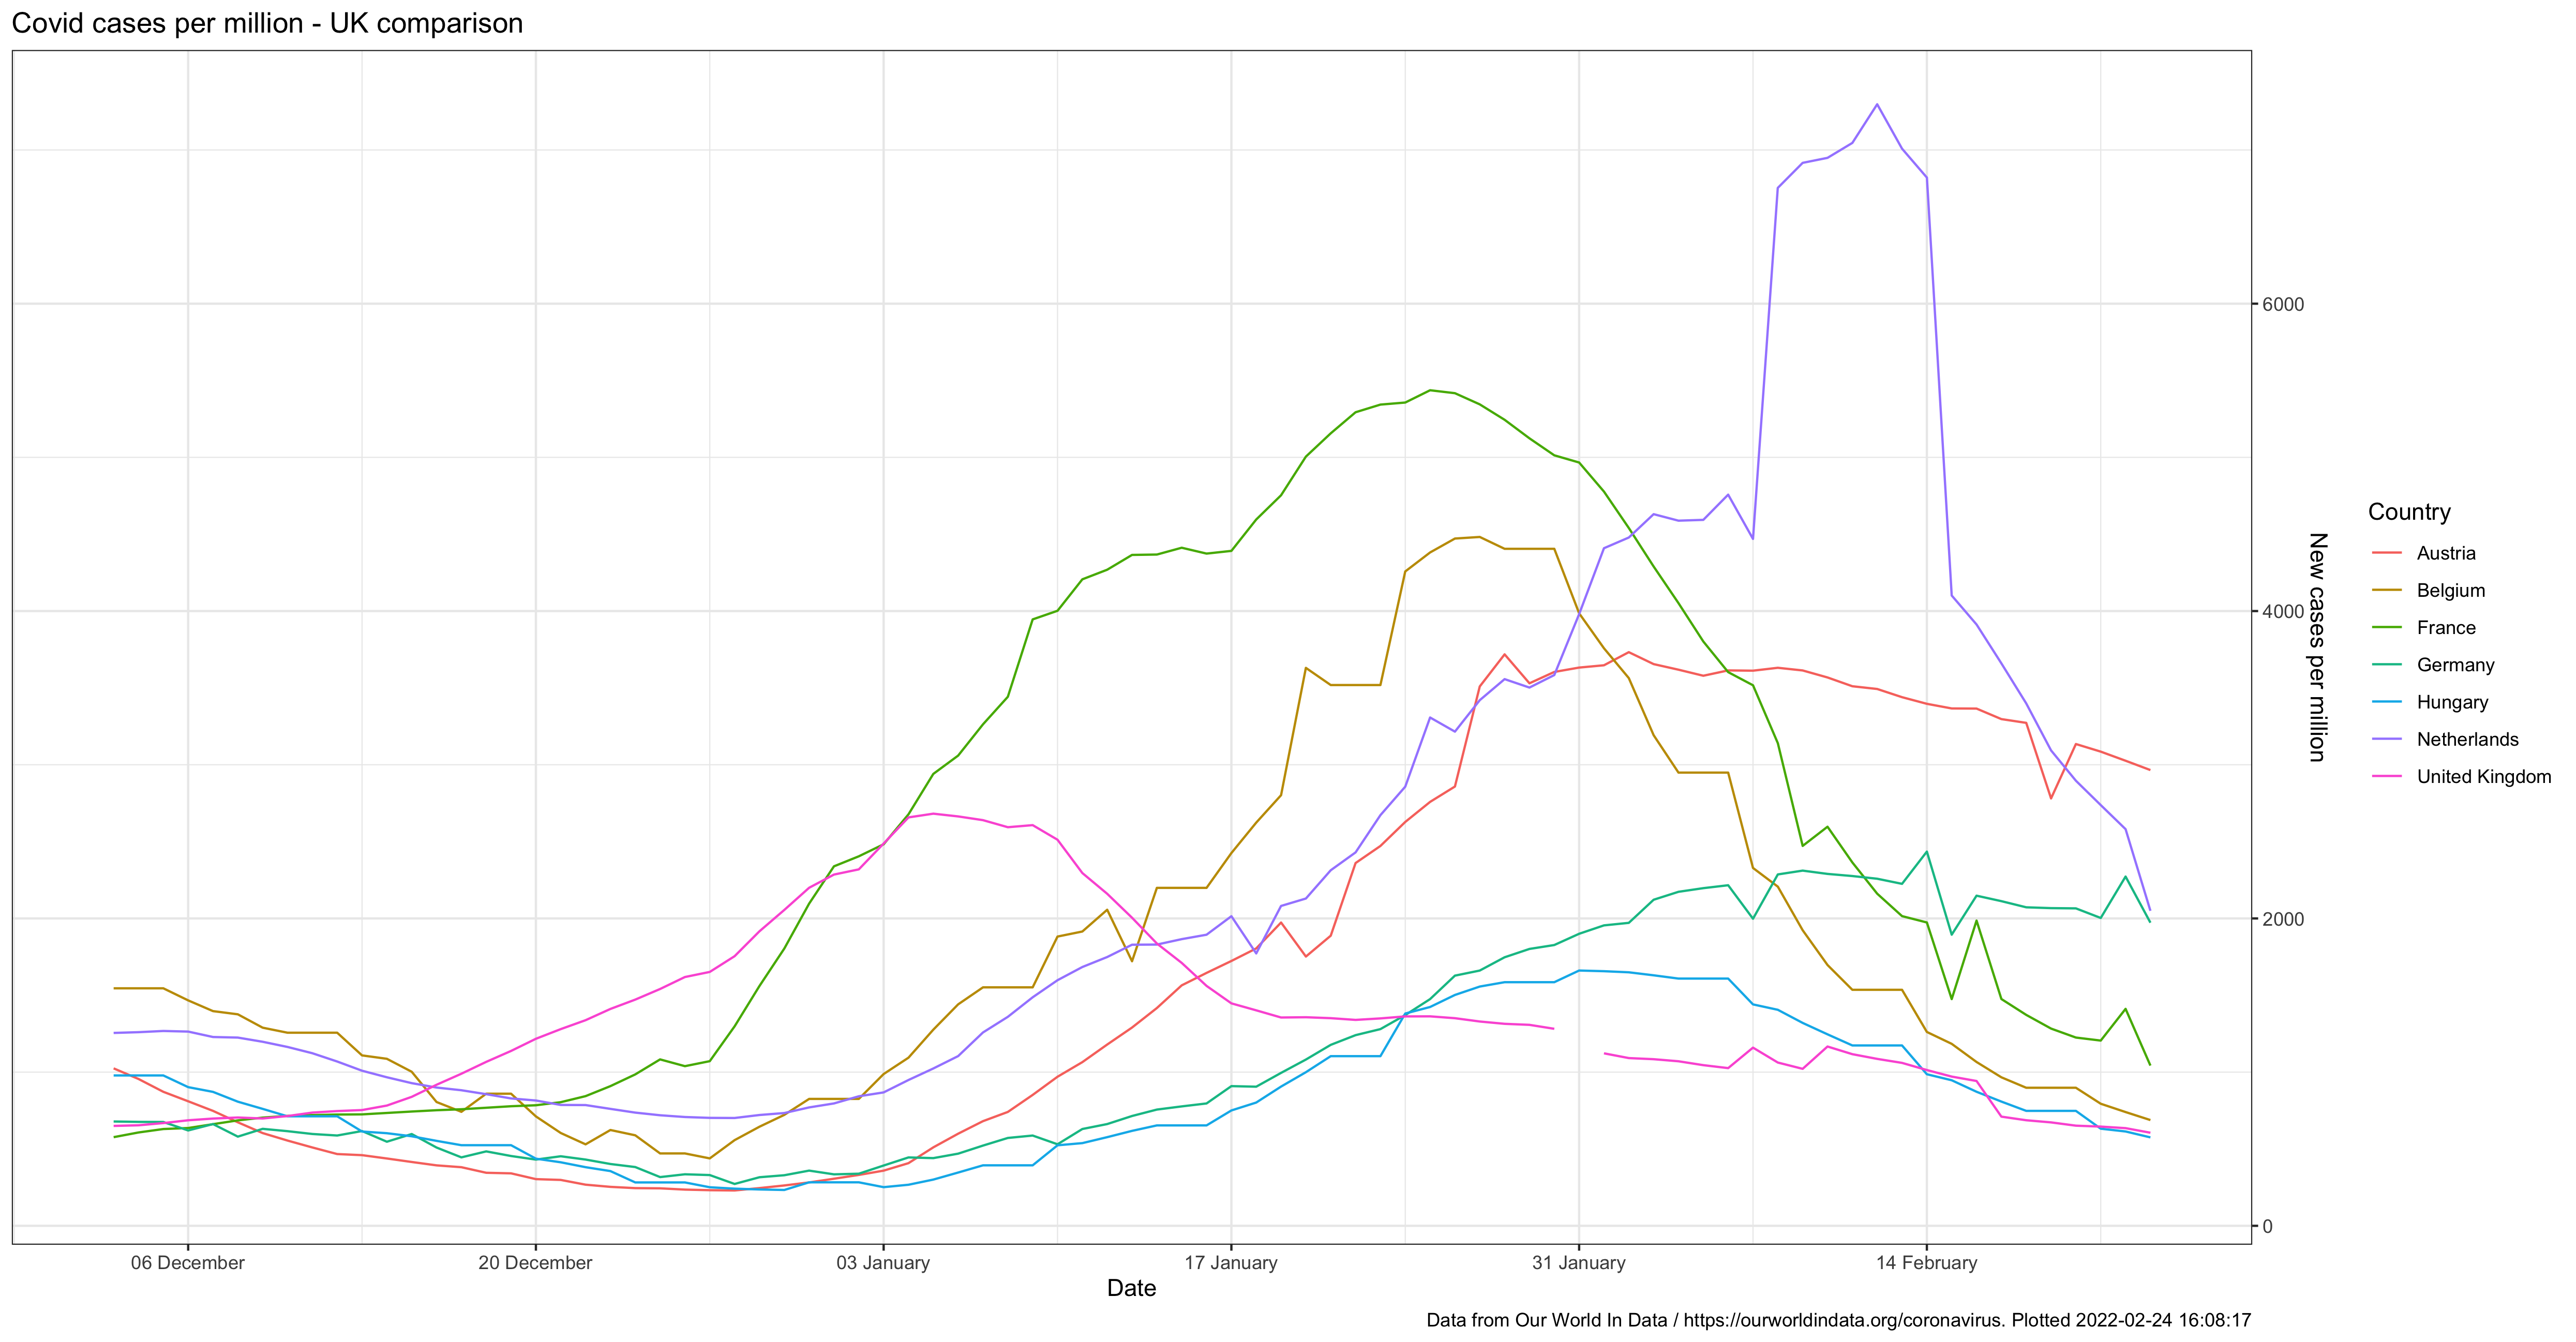 Covid cases per million - UK comparison
6000
4000
2000
0
New cases per million
06 December
20 December
03 January
17 January
31 January
14 February
Date
Country
Austria
Belgium
France
Germany
Hungary
Netherlands
United Kingdom
Data from Our World In Data / https://ourworldindata.org/coronavirus. Plotted 2022-02-24 16:08:17